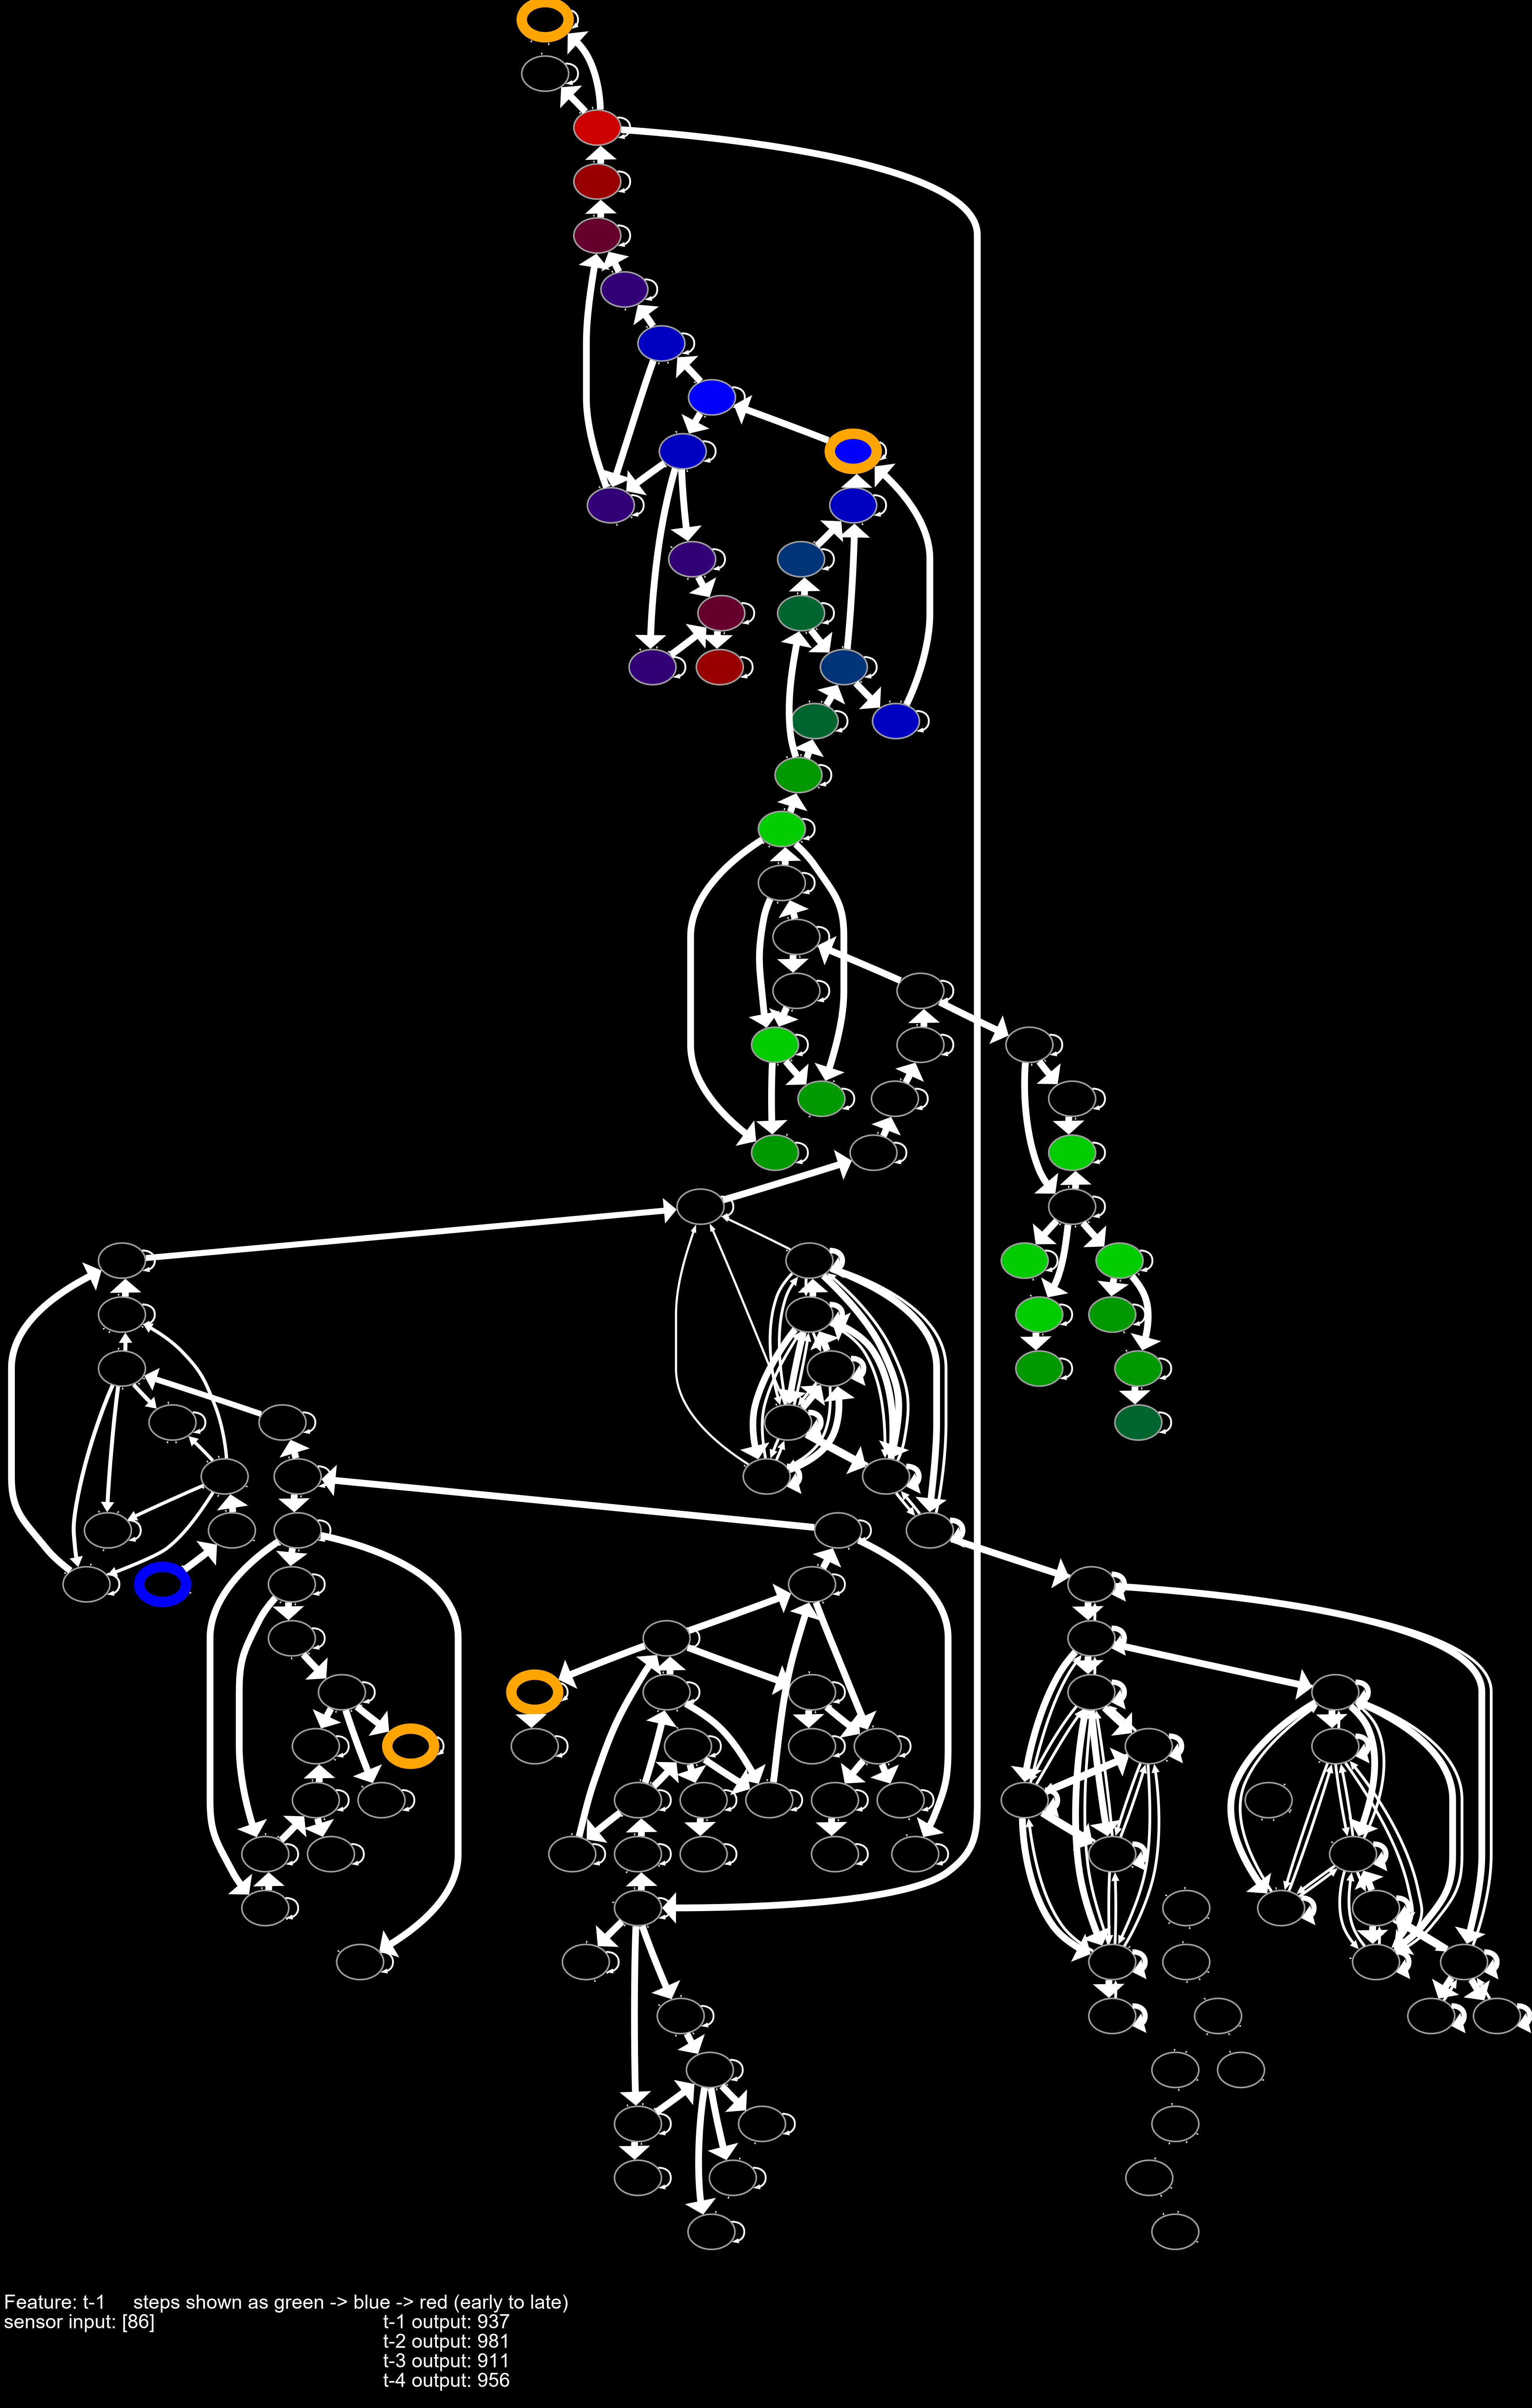 Feature: t-1 steps shown as green -> blue -> red (early to late)
sensor input: [86] t-1 output: 937
t-2 output: 981
t-3 output: 911
t-4 output: 956